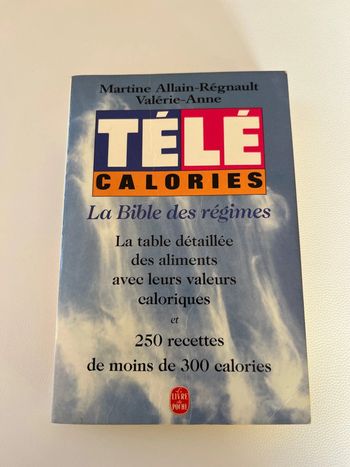 Martine Allain-Régnault
Valérie-Anne
TÉLÉ
CALORIES
La Bible des régimes
La table détaillée
des aliments
avec leurs valeurs
caloriques
et
250 recettes
de moins de 300 calories
Le
LIVRE
de
POCHE